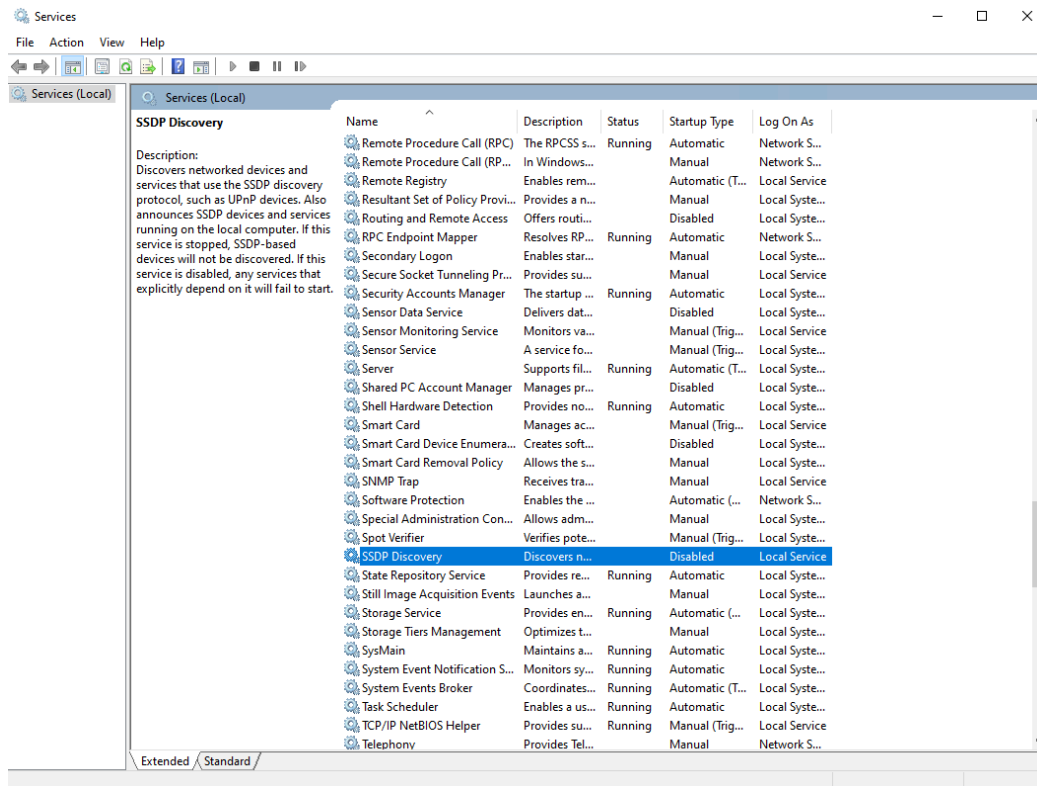 Services
File Action View Help
Services (Local)
Services (Local)
SSDP Discovery
Description:
Discovers networked devices and
services that use the SSDP discovery
protocol, such as UPnP devices. Also
announces SSDP devices and services
running on the local computer. If this
service is stopped, SSDP-based
devices will not be discovered. If this
service is disabled, any services that
explicitly depend on it will fail to start.
Name Description Status Startup Type Log On As
Remote Procedure Call (RPC) The RPCSS s... Running Automatic Network S...
Remote Procedure Call (RP... In Windows... Manual Network S...
Remote Registry Enables rem... Automatic (T... Local Service
Resultant Set of Policy Provi... Provides a n... Manual Local Syste...
Routing and Remote Access Offers routi... Disabled Local Syste...
RPC Endpoint Mapper Resolves RP... Running Automatic Network S...
Secondary Logon Enables star... Manual Local Syste...
Secure Socket Tunneling Pr... Provides su... Manual Local Service
Security Accounts Manager The startup ... Running Automatic Local Syste...
Sensor Data Service Delivers dat... Disabled Local Syste...
Sensor Monitoring Service Monitors va... Manual (Trig... Local Service
Sensor Service A service fo... Manual (Trig... Local Syste...
Server Supports fil... Running Automatic (T... Local Syste...
Shared PC Account Manager Manages pr... Disabled Local Syste...
Shell Hardware Detection Provides no... Running Automatic Local Syste...
Smart Card Manages ac... Manual (Trig... Local Service
Smart Card Device Enumera... Creates soft... Disabled Local Syste...
Smart Card Removal Policy Allows the s... Manual Local Syste...
SNMP Trap Receives tra... Manual Local Service
Software Protection Enables the ... Automatic (... Network S...
Special Administration Con... Allows adm... Manual Local Syste...
Spot Verifier Verifies pote... Manual (Trig... Local Syste...
SSDP Discovery Discovers n... Disabled Local Service
State Repository Service Provides re... Running Automatic Local Syste...
Still Image Acquisition Events Launches a... Manual Local Syste...
Storage Service Provides en... Running Automatic (... Local Syste...
Storage Tiers Management Optimizes t... Manual Local Syste...
SysMain Maintains a... Running Automatic Local Syste...
System Event Notification S... Monitors sy... Running Automatic Local Syste...
System Events Broker Coordinates... Running Automatic (T... Local Syste...
Task Scheduler Enables a us... Running Automatic Local Syste...
TCP/IP NetBIOS Helper Provides su... Running Manual (Trig... Local Service
Telephony Provides Tel... Manual Network S...
Extended Standard